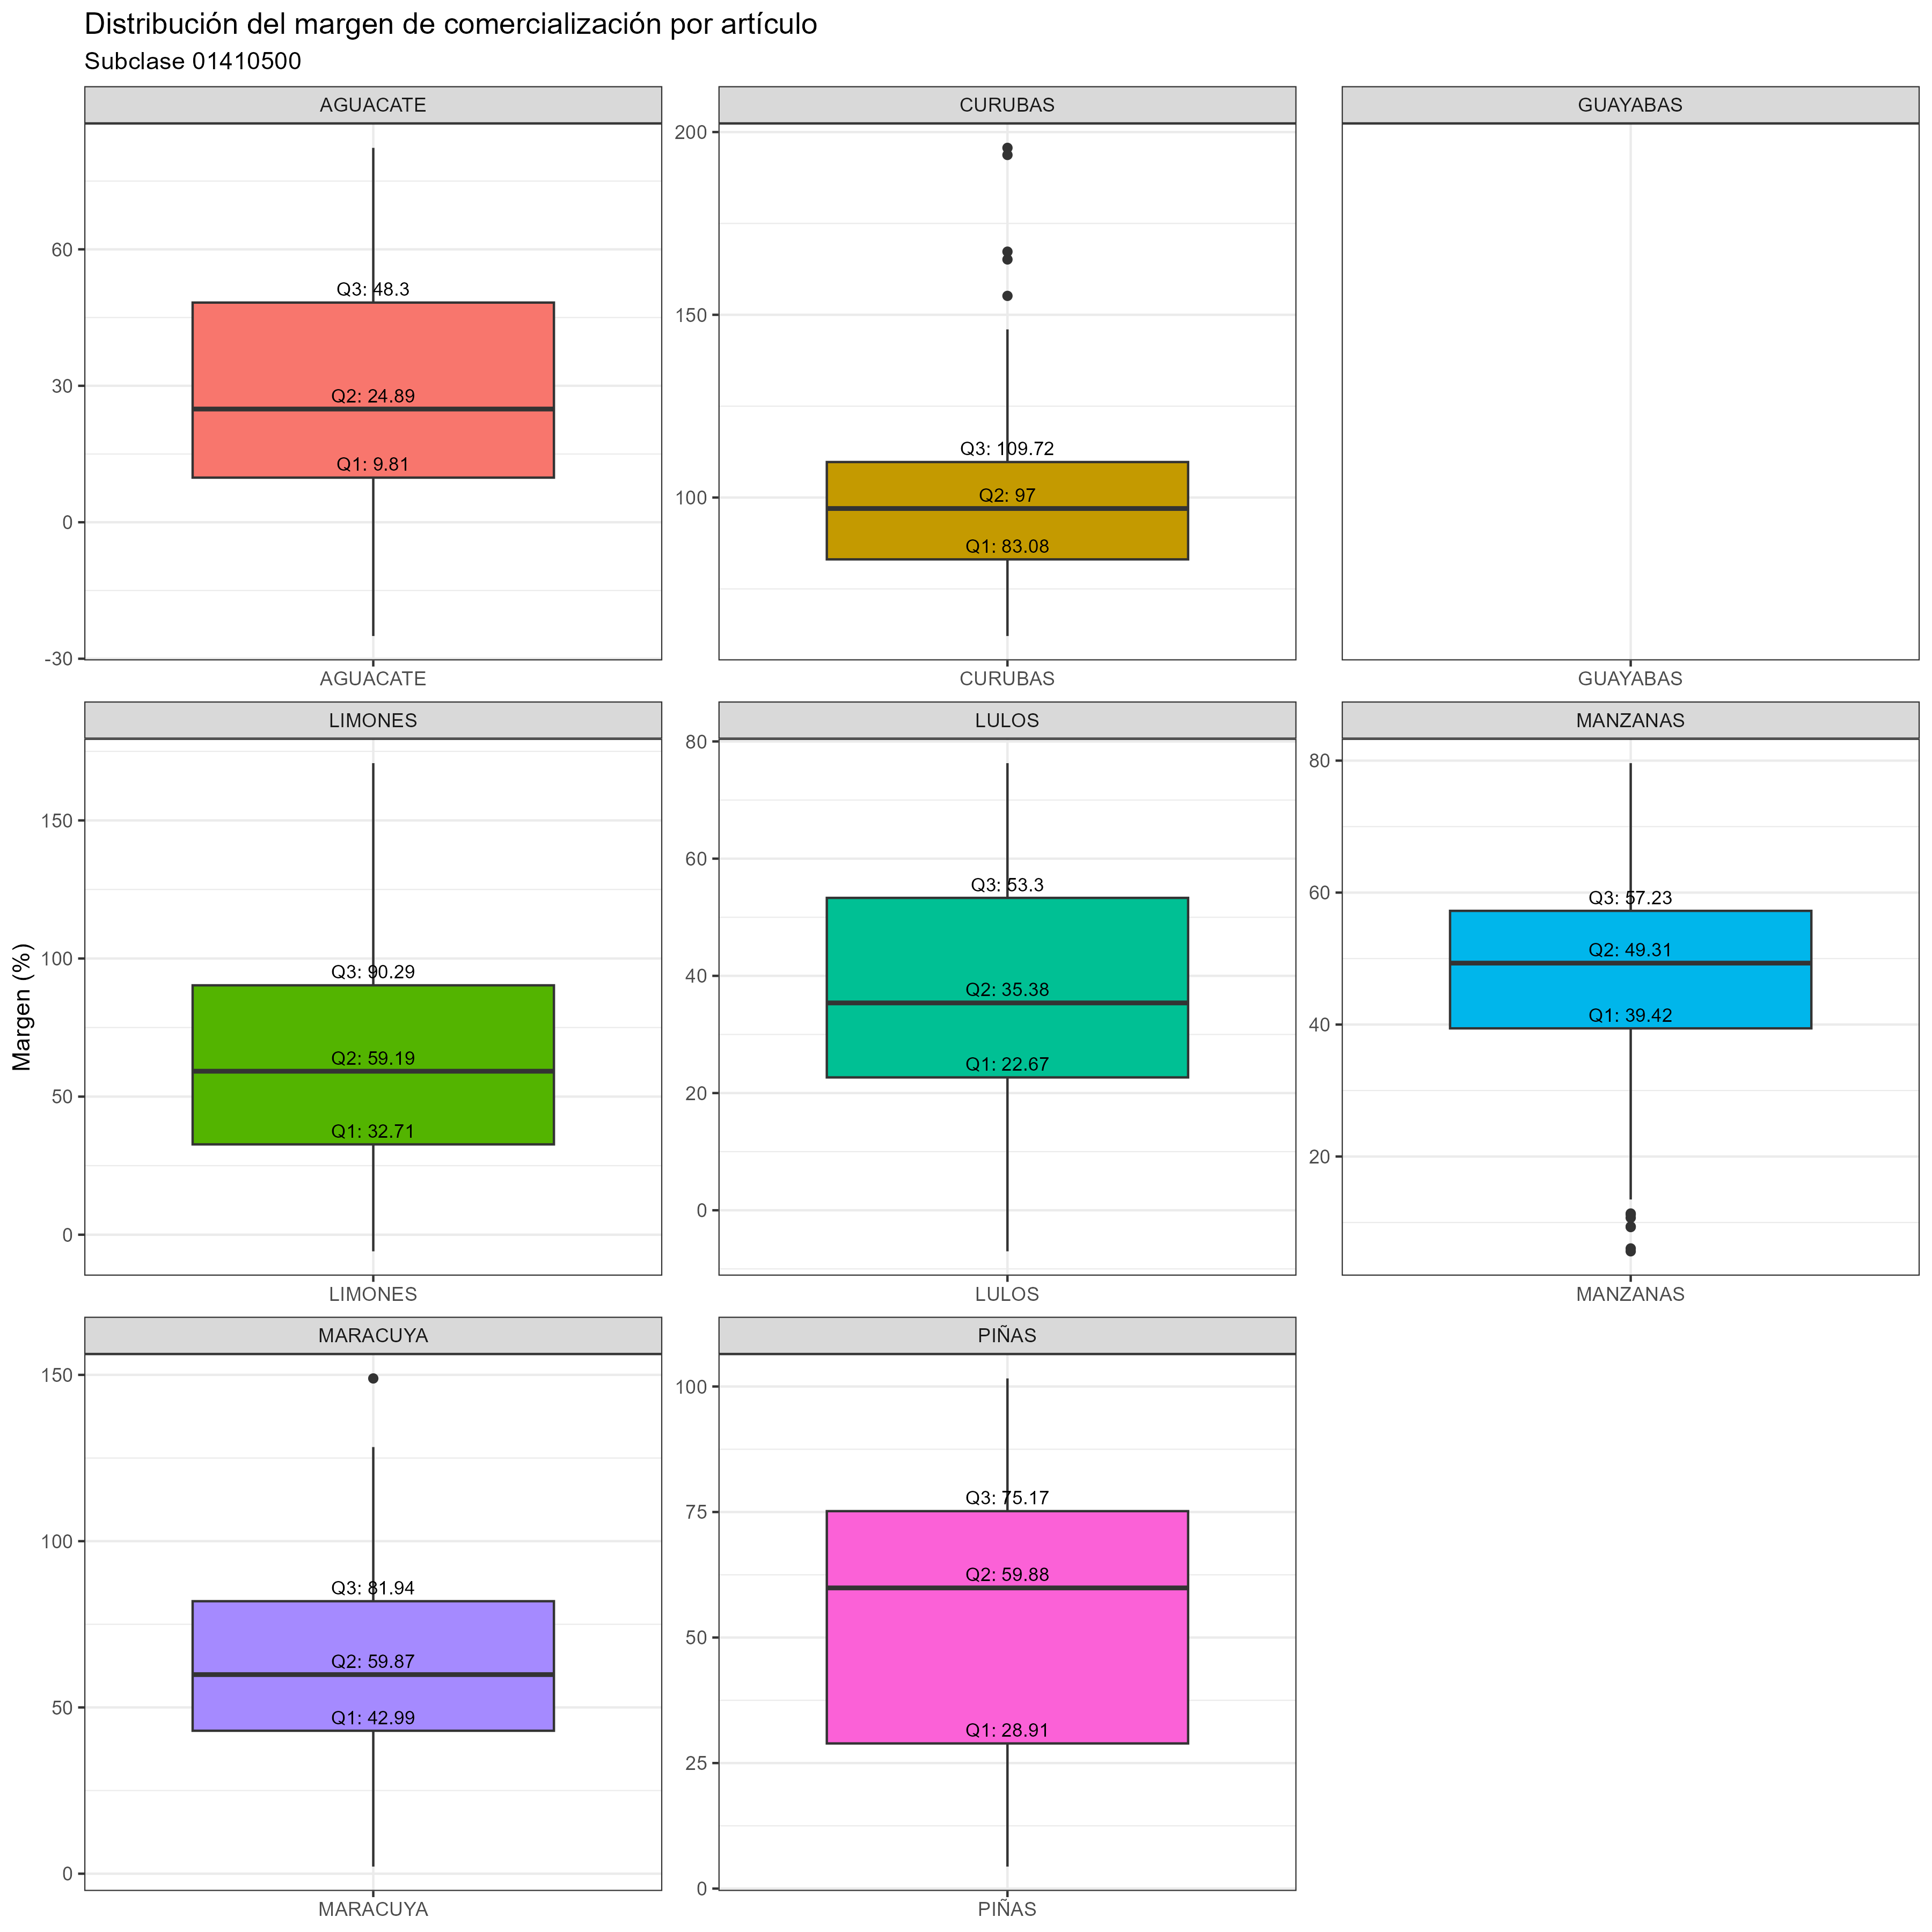 Distribución del margen de comercialización por artículo
Subclase 01410500
AGUACATE
60
30
0
-30
Q3: 48.3
Q2: 24.89
Q1: 9.81
AGUACATE
CURUBAS
200
150
100
Q3: 109.72
Q2: 97
Q1: 83.08
CURUBAS
GUAYABAS
GUAYABAS
Margen (%)
LIMONES
150
100
50
0
Q3: 90.29
Q2: 59.19
Q1: 32.71
LIMONES
LULOS
80
60
40
20
0
Q3: 53.3
Q2: 35.38
Q1: 22.67
LULOS
MANZANAS
80
60
40
20
Q3: 57.23
Q2: 49.31
Q1: 39.42
MANZANAS
MARACUYA
150
100
50
0
Q3: 81.94
Q2: 59.87
Q1: 42.99
MARACUYA
PIÑAS
100
75
50
25
0
Q3: 75.17
Q2: 59.88
Q1: 28.91
PIÑAS